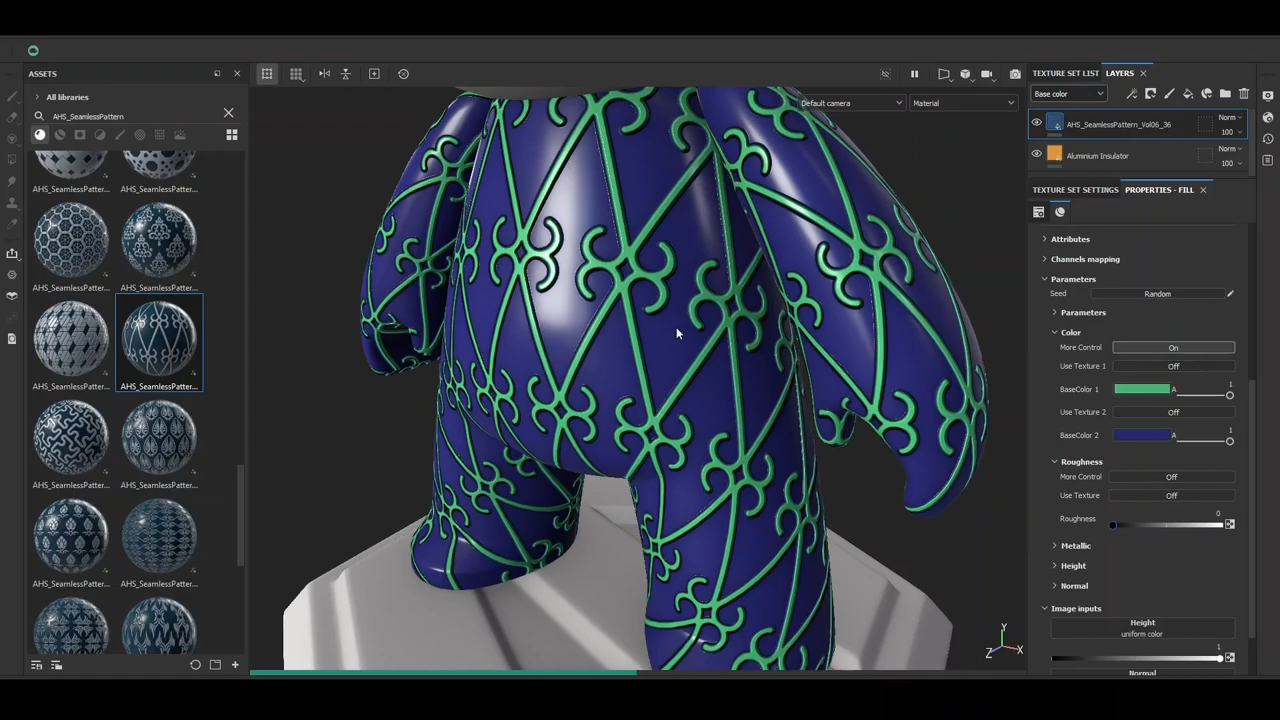 ASSETS
All libraries
AHS_SeamlessPattern
AHS_SeamlessPatter...
AHS_SeamlessPatter...
AHS_SeamlessPatter...
AHS_SeamlessPatter...
AHS_SeamlessPatter...
AHS_SeamlessPatter...
AHS_SeamlessPatter...
AHS_SeamlessPatter...
AHS_SeamlessPatter...
AHS_SeamlessPatter...
Default camera
Material
Y
Z
X
TEXTURE SET LIST
LAYERS
Base color
AHS_SeamlessPattern_Vol06_36
Norm
100
Aluminium Insulator
Norm
100
TEXTURE SET SETTINGS
PROPERTIES - FILL
Attributes
Channels mapping
Parameters
Seed
Random
Parameters
Color
More Control
On
Use Texture 1
Off
BaseColor 1
A
1
Use Texture 2
Off
BaseColor 2
A
1
Roughness
More Control
Off
Use Texture
Off
Roughness
0
Metallic
Height
Normal
Image inputs
Height
uniform color
1
Normal